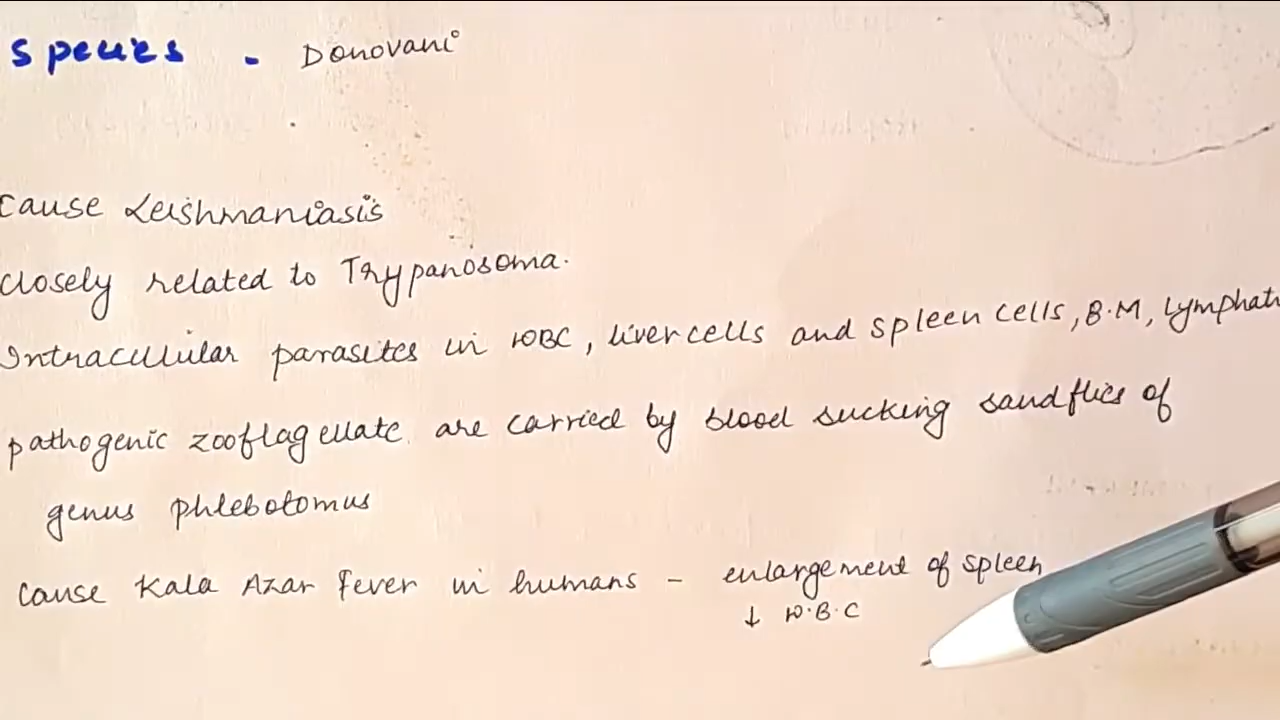 Species - Donovani
Cause Leishmaniasis
Closely related to Trypanosoma.
Intracellular parasites in WBC, liver cells and spleen cells, B.M, Lymphat
pathogenic zooflagellate are carried by blood sucking sandflies of
genus phlebotomus
Cause Kala Azar fever in humans - enlargement of spleen
↓ W.B.C